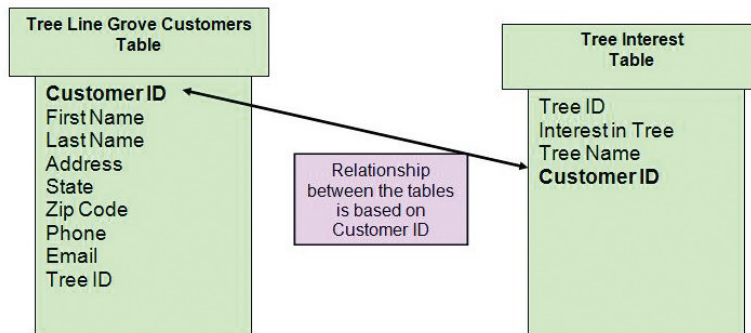 Tree Line Grove Customers
Table
Customer ID
First Name
Last Name
Address
State
Zip Code
Phone
Email
Tree ID
Relationship
between the tables
is based on
Customer ID
Tree Interest
Table
Tree ID
Interest in Tree
Tree Name
Customer ID